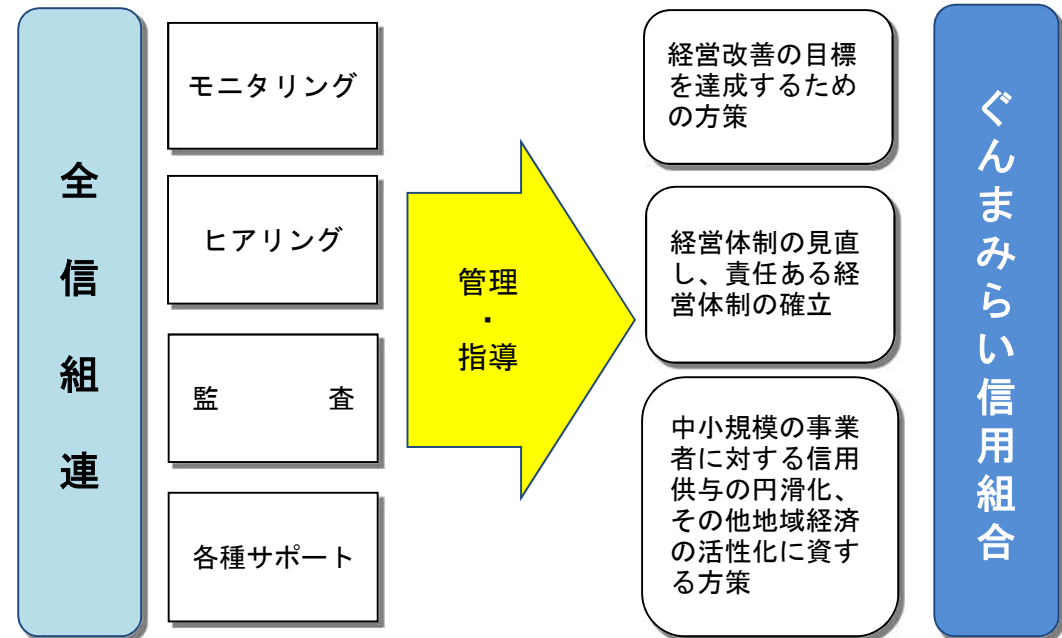 全信組連
モニタリング
ヒアリング
監　　　査
各種サポート
管理
・
指導
経営改善の目標
を達成するため
の方策
経営体制の見直
し、責任ある経
営体制の確立
中小規模の事業
者に対する信用
供与の円滑化、
その他地域経済
の活性化に資す
る方策
ぐんまみらい信用組合